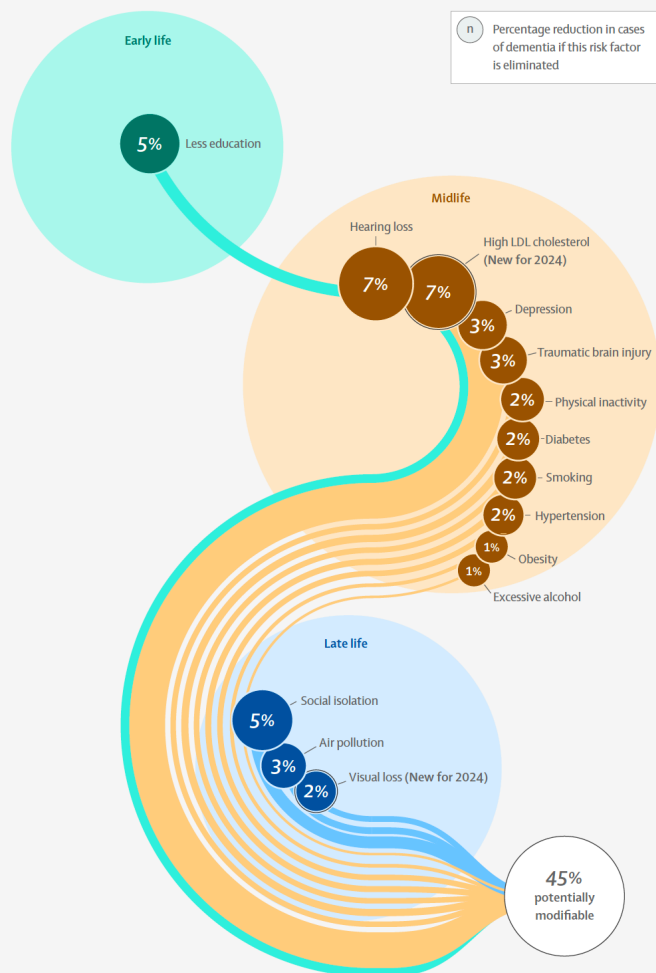 Early life
n
Percentage reduction in cases
of dementia if this risk factor
is eliminated
5%
Less education
Midlife
Hearing loss
7%
High LDL cholesterol
(New for 2024)
7%
Depression
3%
Traumatic brain injury
3%
Physical inactivity
2%
Diabetes
2%
Smoking
2%
Hypertension
2%
Obesity
1%
Excessive alcohol
1%
Late life
Social isolation
5%
Air pollution
3%
Visual loss (New for 2024)
2%
45%
potentially
modifiable